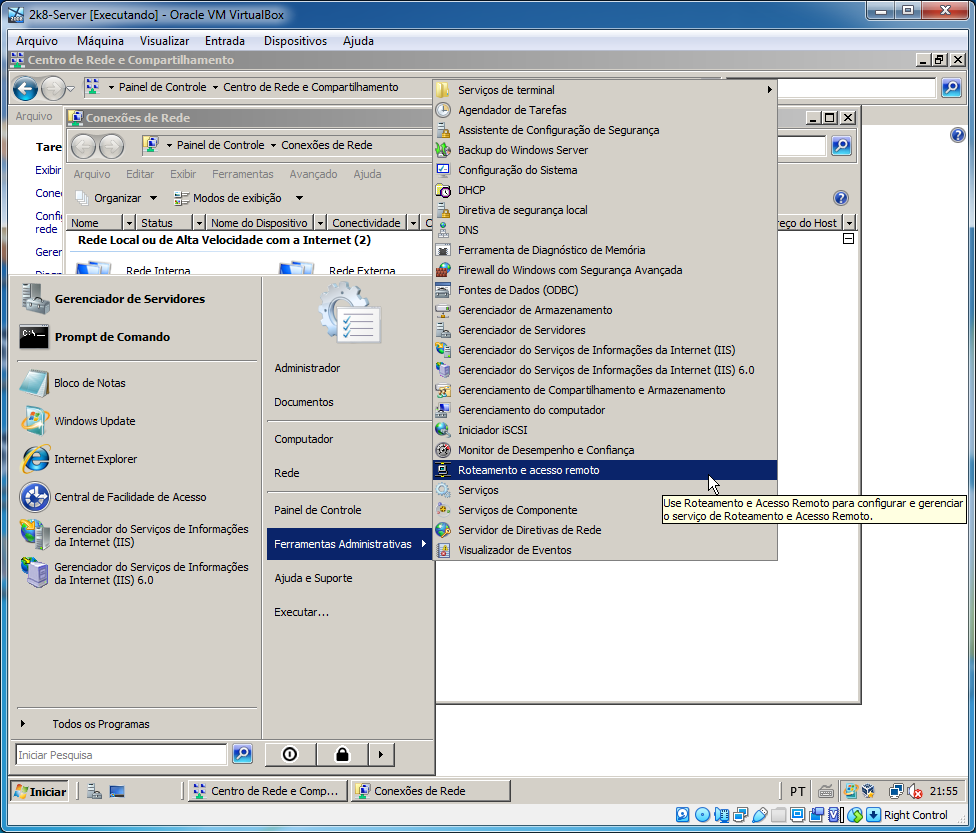 2k8-Server [Executando] - Oracle VM VirtualBox
Arquivo Máquina Visualizar Entrada Dispositivos Ajuda
Centro de Rede e Compartilhamento
Painel de Controle Centro de Rede e Compartilhamento
Arquivo
Tare
Exibir
Cone
Confi
rede
Geren
Conexões de Rede
Painel de Controle Conexões de Rede
Arquivo Editar Exibir Ferramentas Avançado Ajuda
Organizar Modos de exibição
Nome Status Nome do Dispositivo Conectividade C reço do Host
Rede Local ou de Alta Velocidade com a Internet (2)
Rede Interna Rede Externa
Gerenciador de Servidores
Prompt de Comando
Bloco de Notas
Windows Update
Internet Explorer
Central de Facilidade de Acesso
Gerenciador do Serviços de Informações
da Internet (IIS)
Gerenciador do Serviços de Informações
da Internet (IIS) 6.0
Todos os Programas
Iniciar Pesquisa
Administrador
Documentos
Computador
Rede
Painel de Controle
Ferramentas Administrativas
Ajuda e Suporte
Executar...
Serviços de terminal
Agendador de Tarefas
Assistente de Configuração de Segurança
Backup do Windows Server
Configuração do Sistema
DHCP
Diretiva de segurança local
DNS
Ferramenta de Diagnóstico de Memória
Firewall do Windows com Segurança Avançada
Fontes de Dados (ODBC)
Gerenciador de Armazenamento
Gerenciador de Servidores
Gerenciador do Serviços de Informações da Internet (IIS)
Gerenciador do Serviços de Informações da Internet (IIS) 6.0
Gerenciamento de Compartilhamento e Armazenamento
Gerenciamento do computador
Iniciador iSCSI
Monitor de Desempenho e Confiança
Roteamento e acesso remoto
Serviços
Serviços de Componente
Servidor de Diretivas de Rede
Visualizador de Eventos
Use Roteamento e Acesso Remoto para configurar e gerenciar
o serviço de Roteamento e Acesso Remoto.
Iniciar Centro de Rede e Comp... Conexões de Rede PT 21:55
Right Control